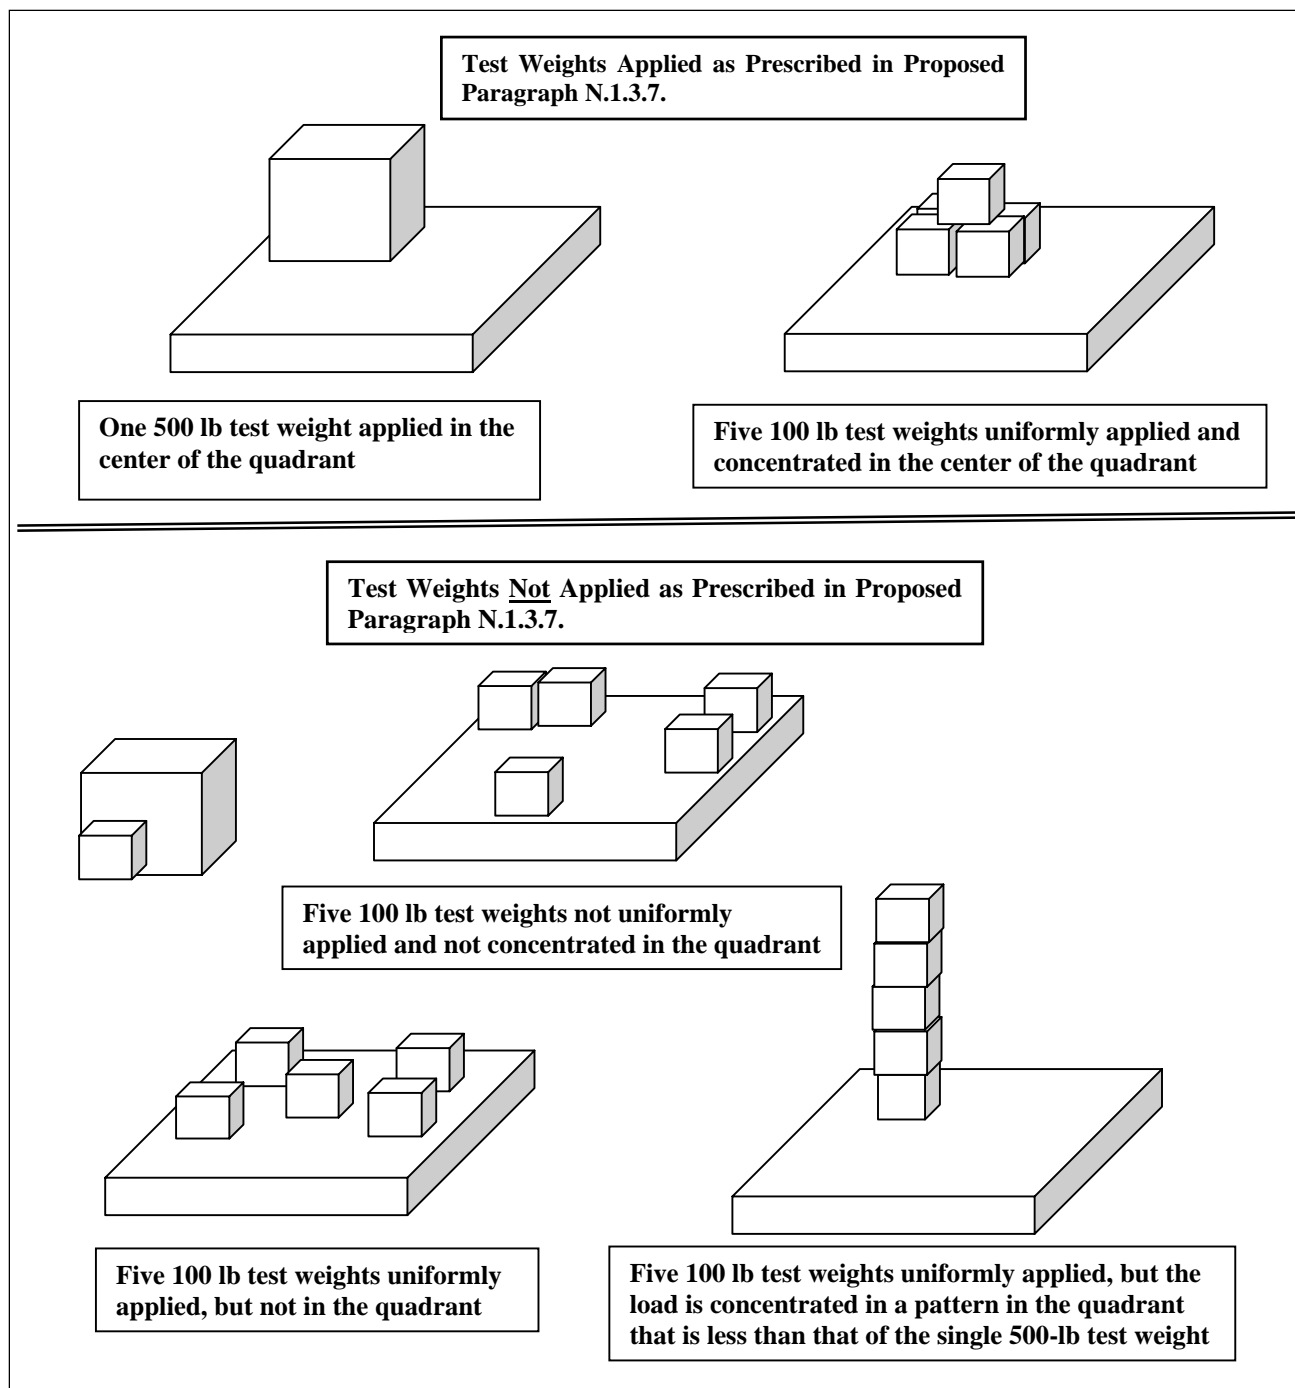 Test Weights Applied as Prescribed in Proposed
Paragraph N.1.3.7.
One 500 lb test weight applied in the
center of the quadrant
Five 100 lb test weights uniformly applied and
concentrated in the center of the quadrant
Test Weights Not Applied as Prescribed in Proposed
Paragraph N.1.3.7.
Five 100 lb test weights not uniformly
applied and not concentrated in the quadrant
Five 100 lb test weights uniformly
applied, but not in the quadrant
Five 100 lb test weights uniformly applied, but the
load is concentrated in a pattern in the quadrant
that is less than that of the single 500-lb test weight